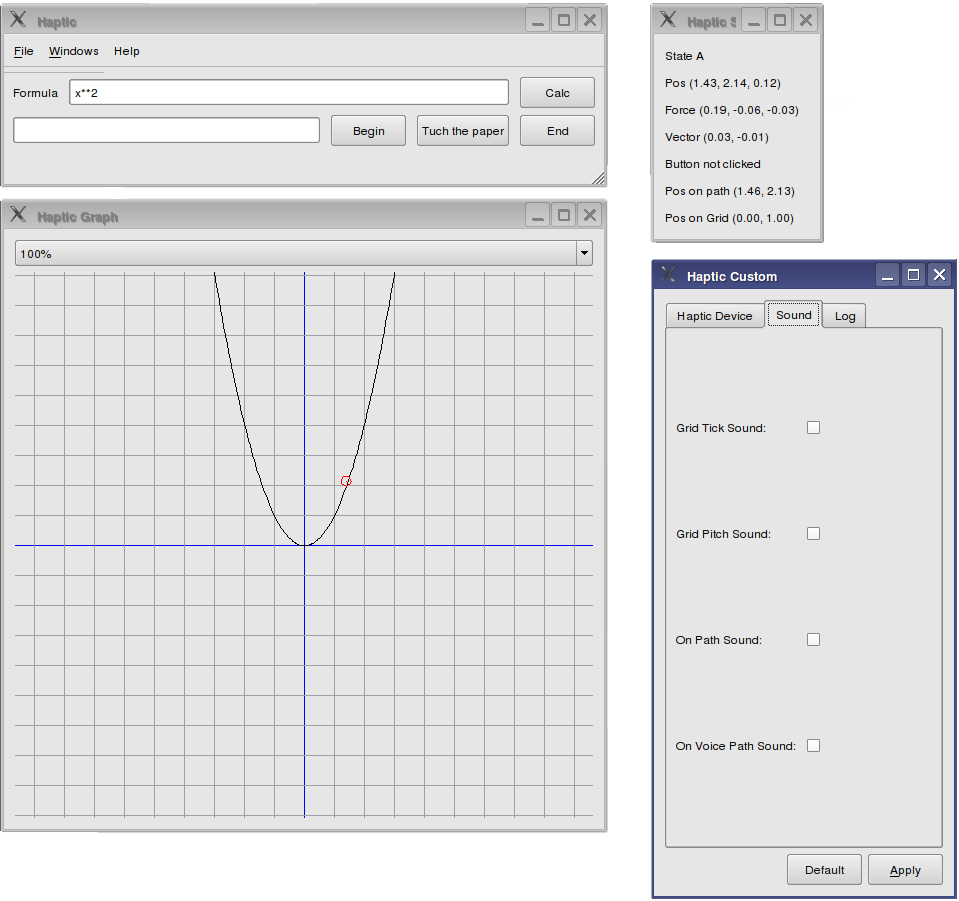 Haptic
File Windows Help
Formula x**2 Calc
Begin Tuch the paper End
Haptic Graph
100%
Haptic S
State A
Pos (1.43, 2.14, 0.12)
Force (0.19, -0.06, -0.03)
Vector (0.03, -0.01)
Button not clicked
Pos on path (1.46, 2.13)
Pos on Grid (0.00, 1.00)
Haptic Custom
Haptic Device Sound Log
Grid Tick Sound:
Grid Pitch Sound:
On Path Sound:
On Voice Path Sound:
Default Apply